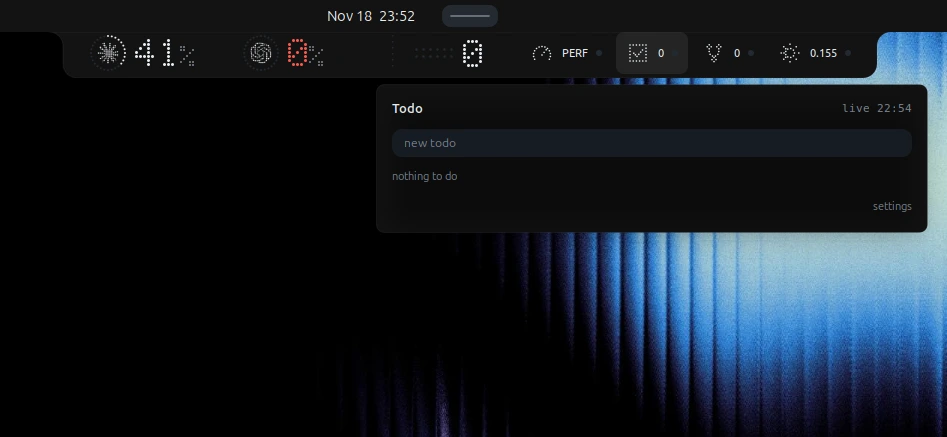 Nov 18 23:52
41% 0% 0 PERF 0 0 0.155
Todo live 22:54
new todo
nothing to do
settings